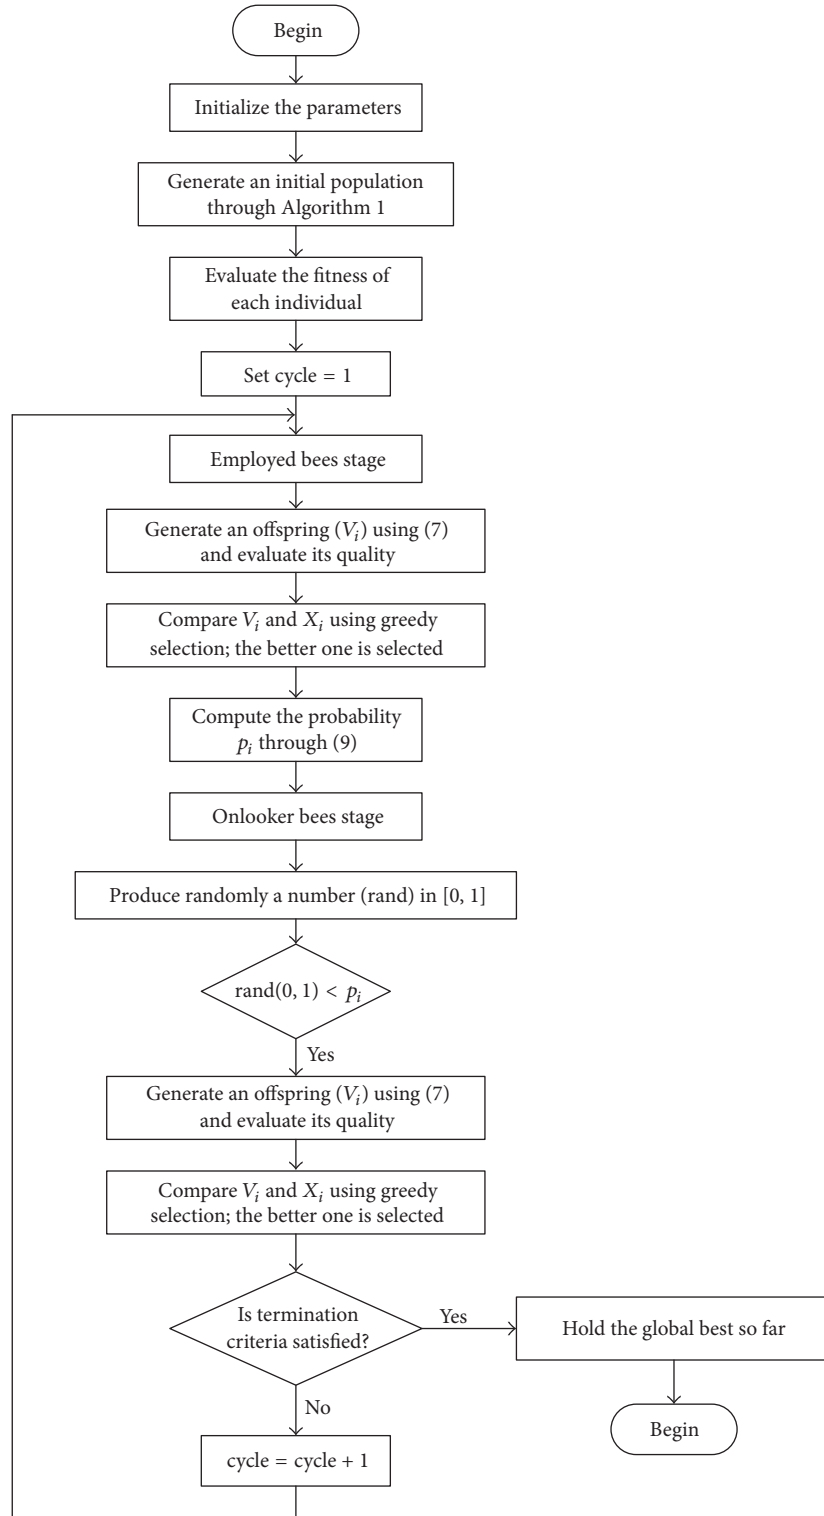 Begin
Initialize the parameters
Generate an initial population
through Algorithm 1
Evaluate the fitness of
each individual
Set cycle = 1
Employed bees stage
Generate an offspring (V_i) using (7)
and evaluate its quality
Compare V_i and X_i using greedy
selection; the better one is selected
Compute the probability
p_i through (9)
Onlooker bees stage
Produce randomly a number (rand) in [0, 1]
rand(0, 1) < p_i
Yes
Generate an offspring (V_i) using (7)
and evaluate its quality
Compare V_i and X_i using greedy
selection; the better one is selected
Is termination
criteria satisfied?
Yes
Hold the global best so far
Begin
No
cycle = cycle + 1